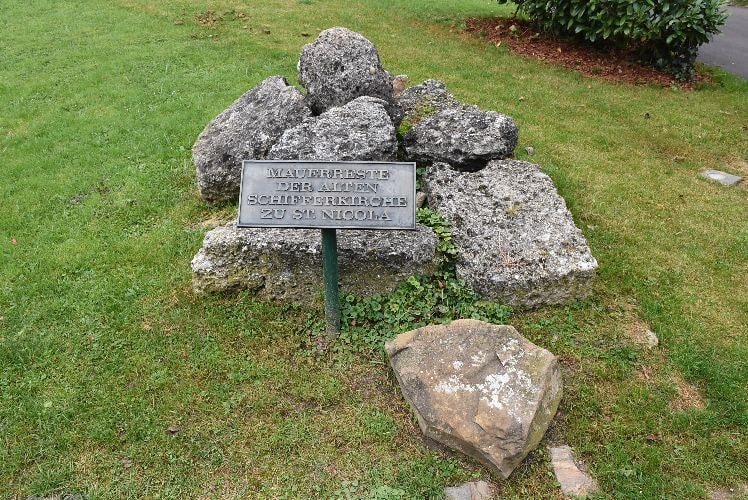 MAUERRESTE
DER ALTEN
SCHIFFERKIRCHE
ZU ST. NICOLA